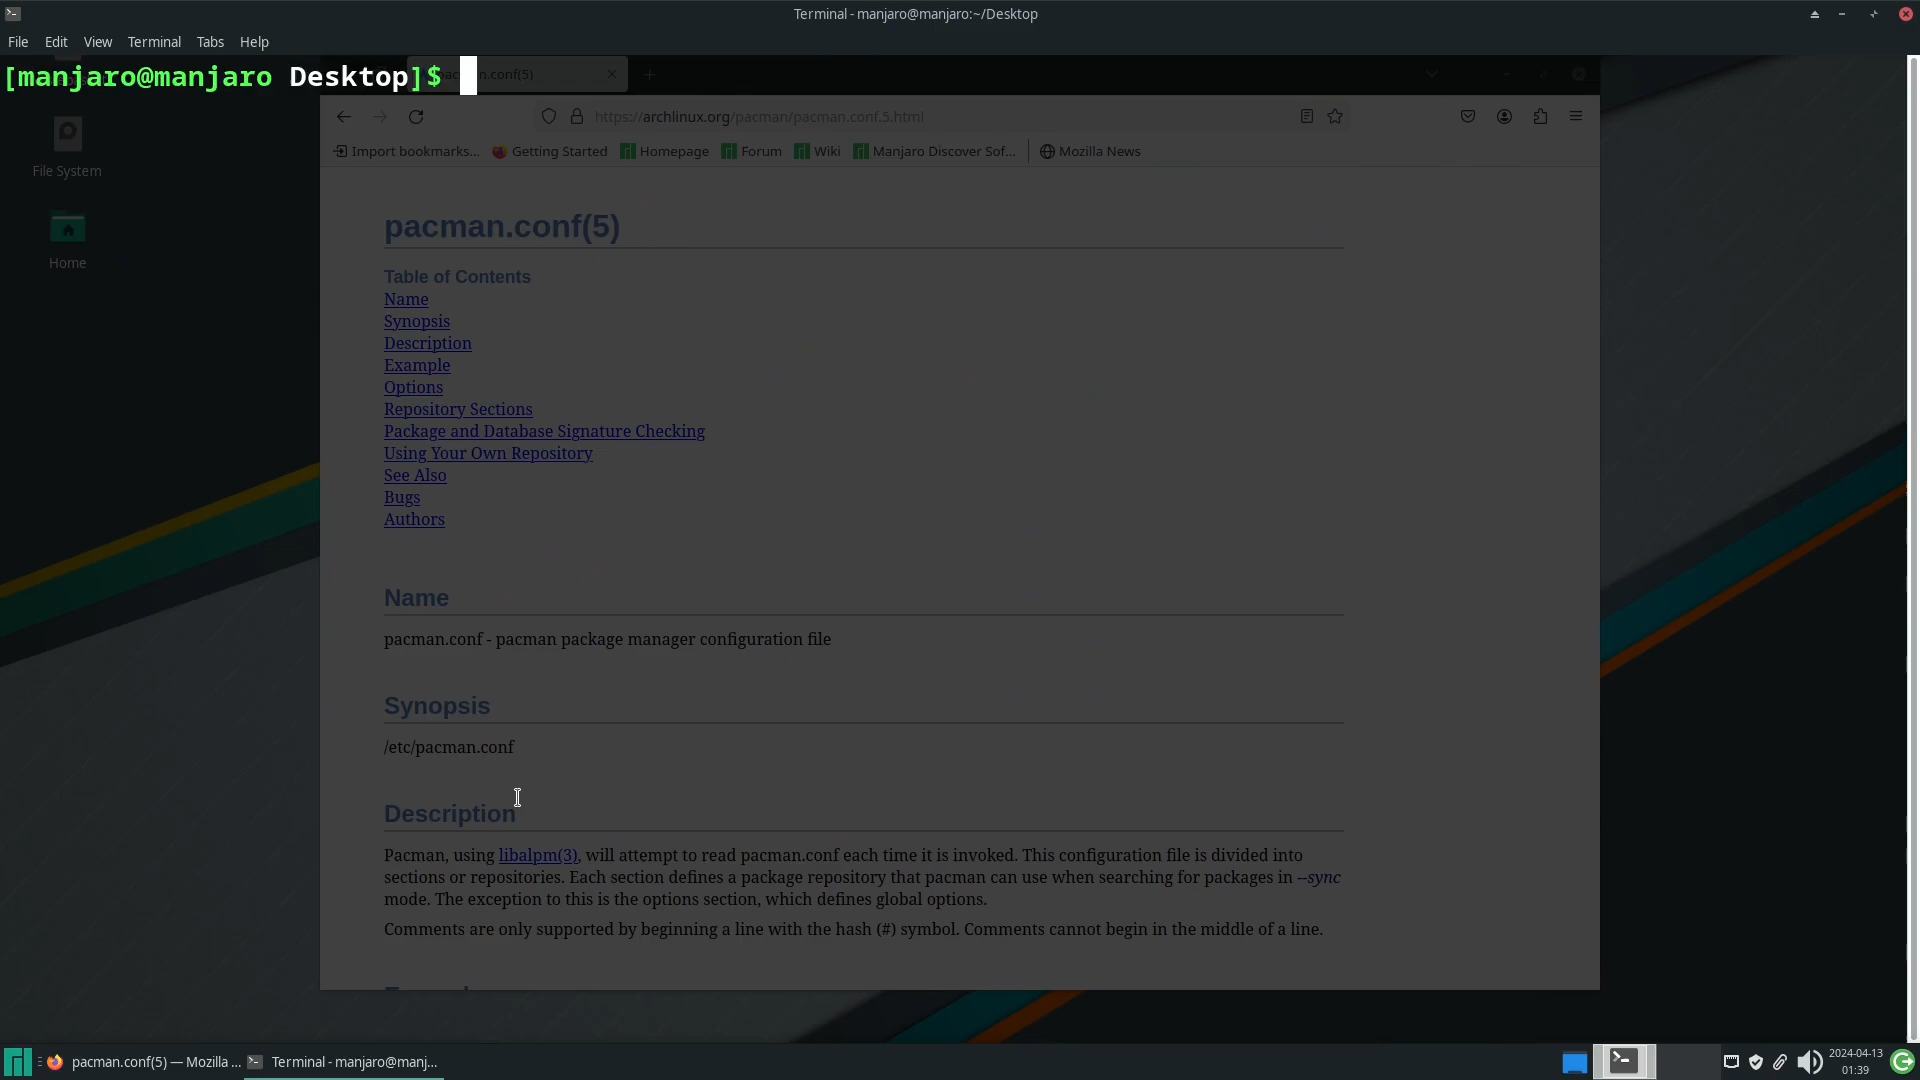 Terminal - manjaro@manjaro:~/Desktop
File Edit View Terminal Tabs Help
[manjaro@manjaro Desktop]$
https://archlinux.org/pacman/pacman.conf.5.html
Import bookmarks... Getting Started Homepage Forum Wiki Manjaro Discover Sof... Mozilla News
File System
Home
pacman.conf(5)
Table of Contents
Name
Synopsis
Description
Example
Options
Repository Sections
Package and Database Signature Checking
Using Your Own Repository
See Also
Bugs
Authors
Name
pacman.conf - pacman package manager configuration file
Synopsis
/etc/pacman.conf
Description
Pacman, using libalpm(3), will attempt to read pacman.conf each time it is invoked. This configuration file is divided into
sections or repositories. Each section defines a package repository that pacman can use when searching for packages in --sync
mode. The exception to this is the options section, which defines global options.
Comments are only supported by beginning a line with the hash (#) symbol. Comments cannot begin in the middle of a line.
pacman.conf(5) — Mozilla ... Terminal - manjaro@manj...
2024-04-13
01:39